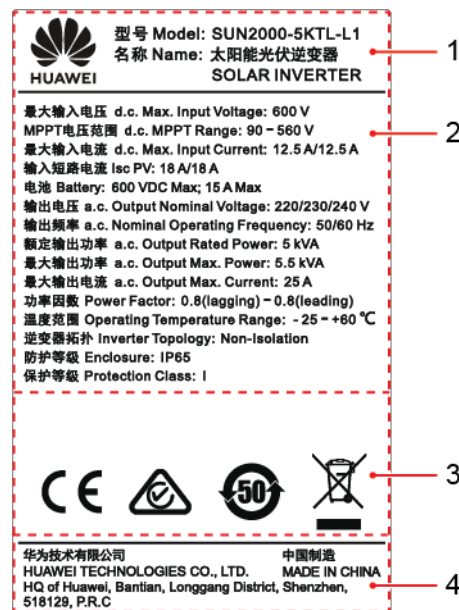 型号 Model: SUN2000-5KTL-L1
名称 Name: 太阳能光伏逆变器
SOLAR INVERTER
HUAWEI
1
最大输入电压 d.c. Max. Input Voltage: 600 V
MPPT电压范围 d.c. MPPT Range: 90 - 560 V
2
最大输入电流 d.c. Max. Input Current: 12.5 A/12.5 A
输入短路电流 Isc PV: 18 A/18 A
电池 Battery: 600 VDC Max; 15 A Max
输出电压 a.c. Output Nominal Voltage: 220/230/240 V
输出频率 a.c. Nominal Operating Frequency: 50/60 Hz
额定输出功率 a.c. Output Rated Power: 5 kVA
最大输出功率 a.c. Output Max. Power: 5.5 kVA
最大输出电流 a.c. Output Max. Current: 25 A
功率因数 Power Factor: 0.8(lagging) - 0.8(leading)
温度范围 Operating Temperature Range: - 25 - +60 ℃
逆变器拓扑 Inverter Topology: Non-Isolation
防护等级 Enclosure: IP65
保护等级 Protection Class: I
CE
50
3
华为技术有限公司 中国制造
HUAWEI TECHNOLOGIES CO., LTD. MADE IN CHINA
HQ of Huawei, Bantian, Longgang District, Shenzhen,
518129, P.R.C
4